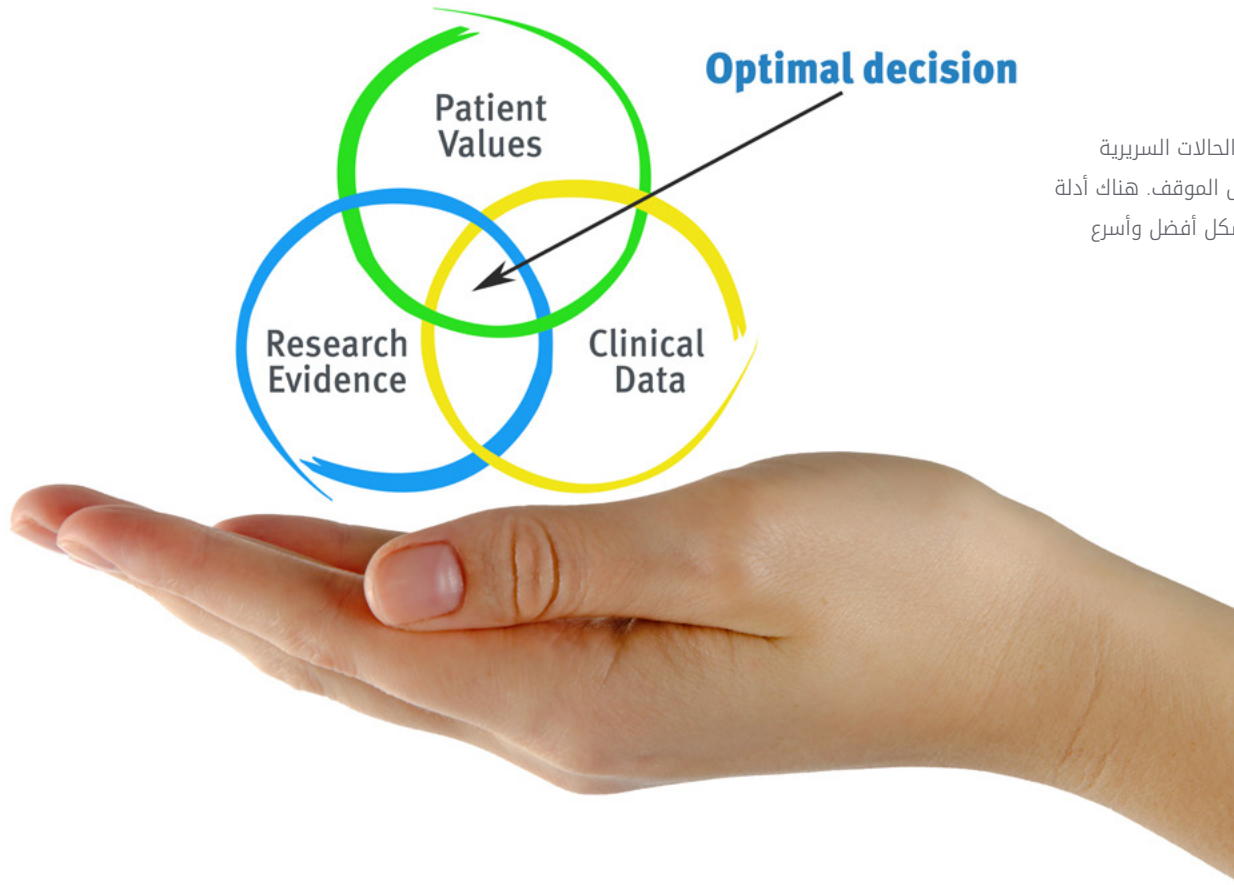 Optimal decision
Patient
Values
Research
Evidence
Clinical
Data
الحالات السريرية
الموقف. هناك أدلة
أفضل وأسرع